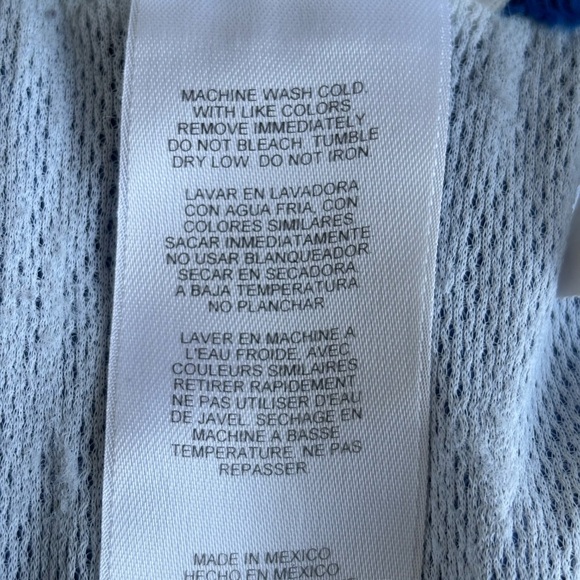 MACHINE WASH COLD.
WITH LIKE COLORS.
REMOVE IMMEDIATELY.
DO NOT BLEACH. TUMBLE
DRY LOW. DO NOT IRON.
LAVAR EN LAVADORA
CON AGUA FRIA, CON
COLORES SIMILARES.
SACAR INMEDIATAMENTE.
NO USAR BLANQUEADOR.
SECAR EN SECADORA
A BAJA TEMPERATURA.
NO PLANCHAR.
LAVER EN MACHINE A
L'EAU FROIDE, AVEC
COULEURS SIMILAIRES.
RETIRER RAPIDEMENT.
NE PAS UTILISER D'EAU
DE JAVEL. SECHAGE EN
MACHINE A BASSE
TEMPERATURE. NE PAS
REPASSER.
MADE IN MEXICO
HECHO EN MEXICO